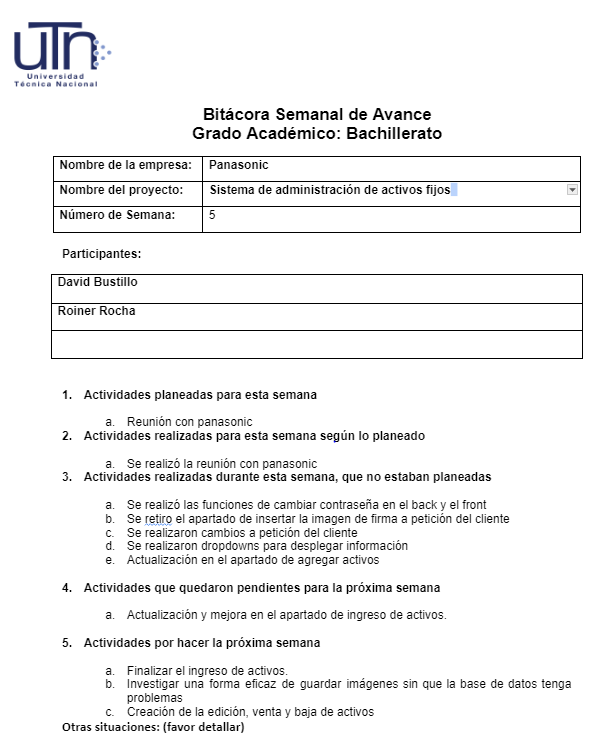 UTN
Universidad
Técnica Nacional
Bitácora Semanal de Avance
Grado Académico: Bachillerato
Nombre de la empresa: Panasonic
Nombre del proyecto: Sistema de administración de activos fijos
Número de Semana: 5
Participantes:
David Bustillo
Roiner Rocha
1. Actividades planeadas para esta semana
a. Reunión con panasonic
2. Actividades realizadas para esta semana según lo planeado
a. Se realizó la reunión con panasonic
3. Actividades realizadas durante esta semana, que no estaban planeadas
a. Se realizó las funciones de cambiar contraseña en el back y el front
b. Se retiro el apartado de insertar la imagen de firma a petición del cliente
c. Se realizaron cambios a petición del cliente
d. Se realizaron dropdowns para desplegar información
e. Actualización en el apartado de agregar activos
4. Actividades que quedaron pendientes para la próxima semana
a. Actualización y mejora en el apartado de ingreso de activos.
5. Actividades por hacer la próxima semana
a. Finalizar el ingreso de activos.
b. Investigar una forma eficaz de guardar imágenes sin que la base de datos tenga
problemas
c. Creación de la edición, venta y baja de activos
Otras situaciones: (favor detallar)